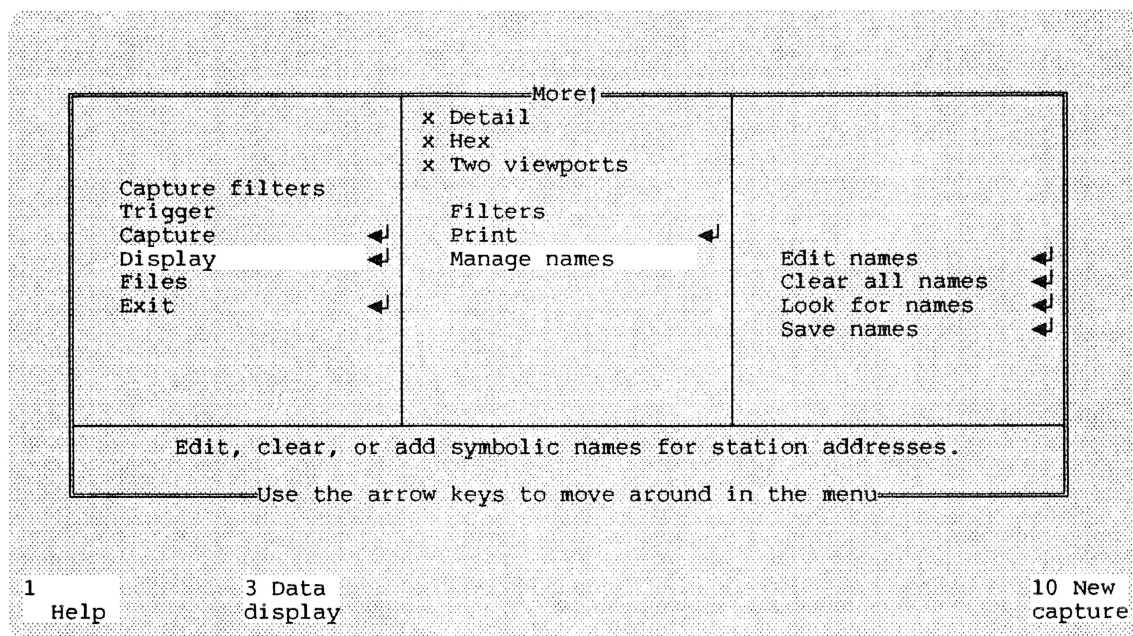 More↑
x Detail
x Hex
x Two viewports
Capture filters
Trigger
Filters
Capture ◄┘
Print ◄┘
Display ◄┘
Manage names
Edit names ◄┘
Files
Clear all names ◄┘
Exit ◄┘
Look for names ◄┘
Save names ◄┘
Edit, clear, or add symbolic names for station addresses.
Use the arrow keys to move around in the menu
1
Help
3 Data
display
10 New
capture